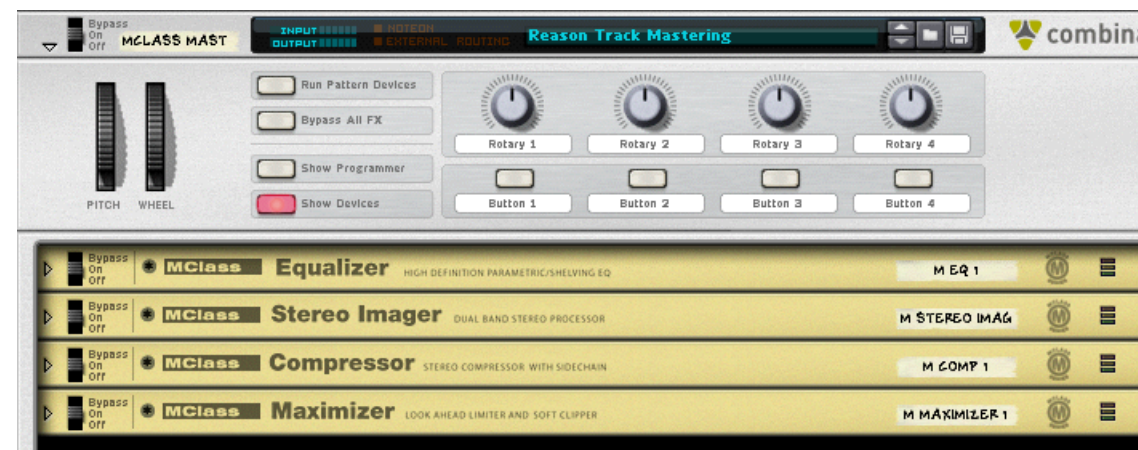 Bypass
On
Off
MCLASS MAST
INPUT
OUTPUT
NOTEON
EXTERNAL ROUTING
Reason Track Mastering
combina
Run Pattern Devices
Bypass All FX
Show Programmer
Show Devices
PITCH WHEEL
Rotary 1 Rotary 2 Rotary 3 Rotary 4
Button 1 Button 2 Button 3 Button 4
Bypass
On
Off
MClass Equalizer HIGH DEFINITION PARAMETRIC/SHELVING EQ M EQ 1
Bypass
On
Off
MClass Stereo Imager DUAL BAND STEREO PROCESSOR M STEREO IMAG
Bypass
On
Off
MClass Compressor STEREO COMPRESSOR WITH SIDECHAIN M COMP 1
Bypass
On
Off
MClass Maximizer LOOK AHEAD LIMITER AND SOFT CLIPPER M MAXIMIZER 1